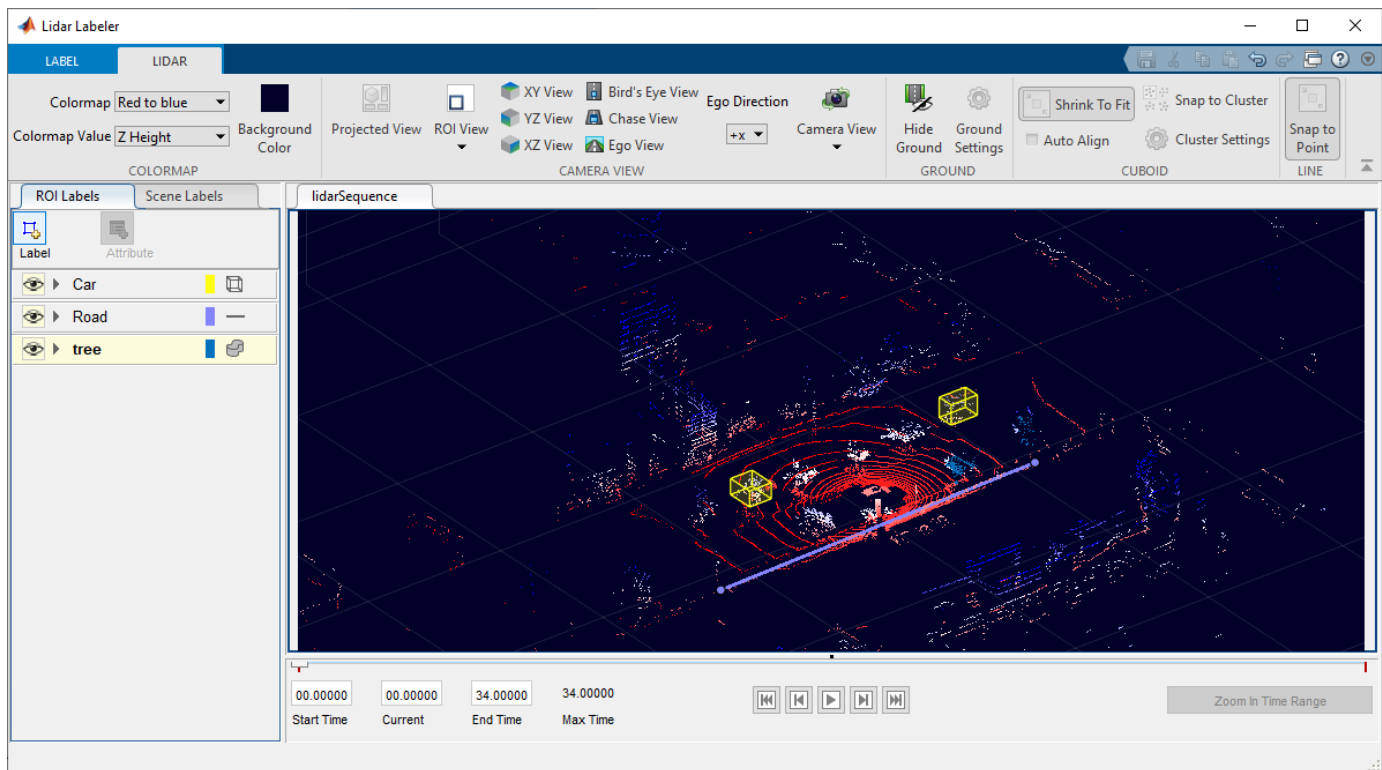 Lidar Labeler
LABEL LIDAR
Colormap Red to blue
Colormap Value Z Height
Background
Color
COLORMAP
Projected View ROI View
XY View Bird's Eye View
YZ View Chase View
XZ View Ego View
Ego Direction
+x
Camera View
CAMERA VIEW
Hide
Ground
Ground
Settings
GROUND
Shrink To Fit Snap to Cluster
Auto Align Cluster Settings
CUBOID
Snap to
Point
LINE
ROI Labels Scene Labels
Label Attribute
Car
Road
tree
lidarSequence
00.00000 00.00000 34.00000 34.00000
Start Time Current End Time Max Time
Zoom In Time Range